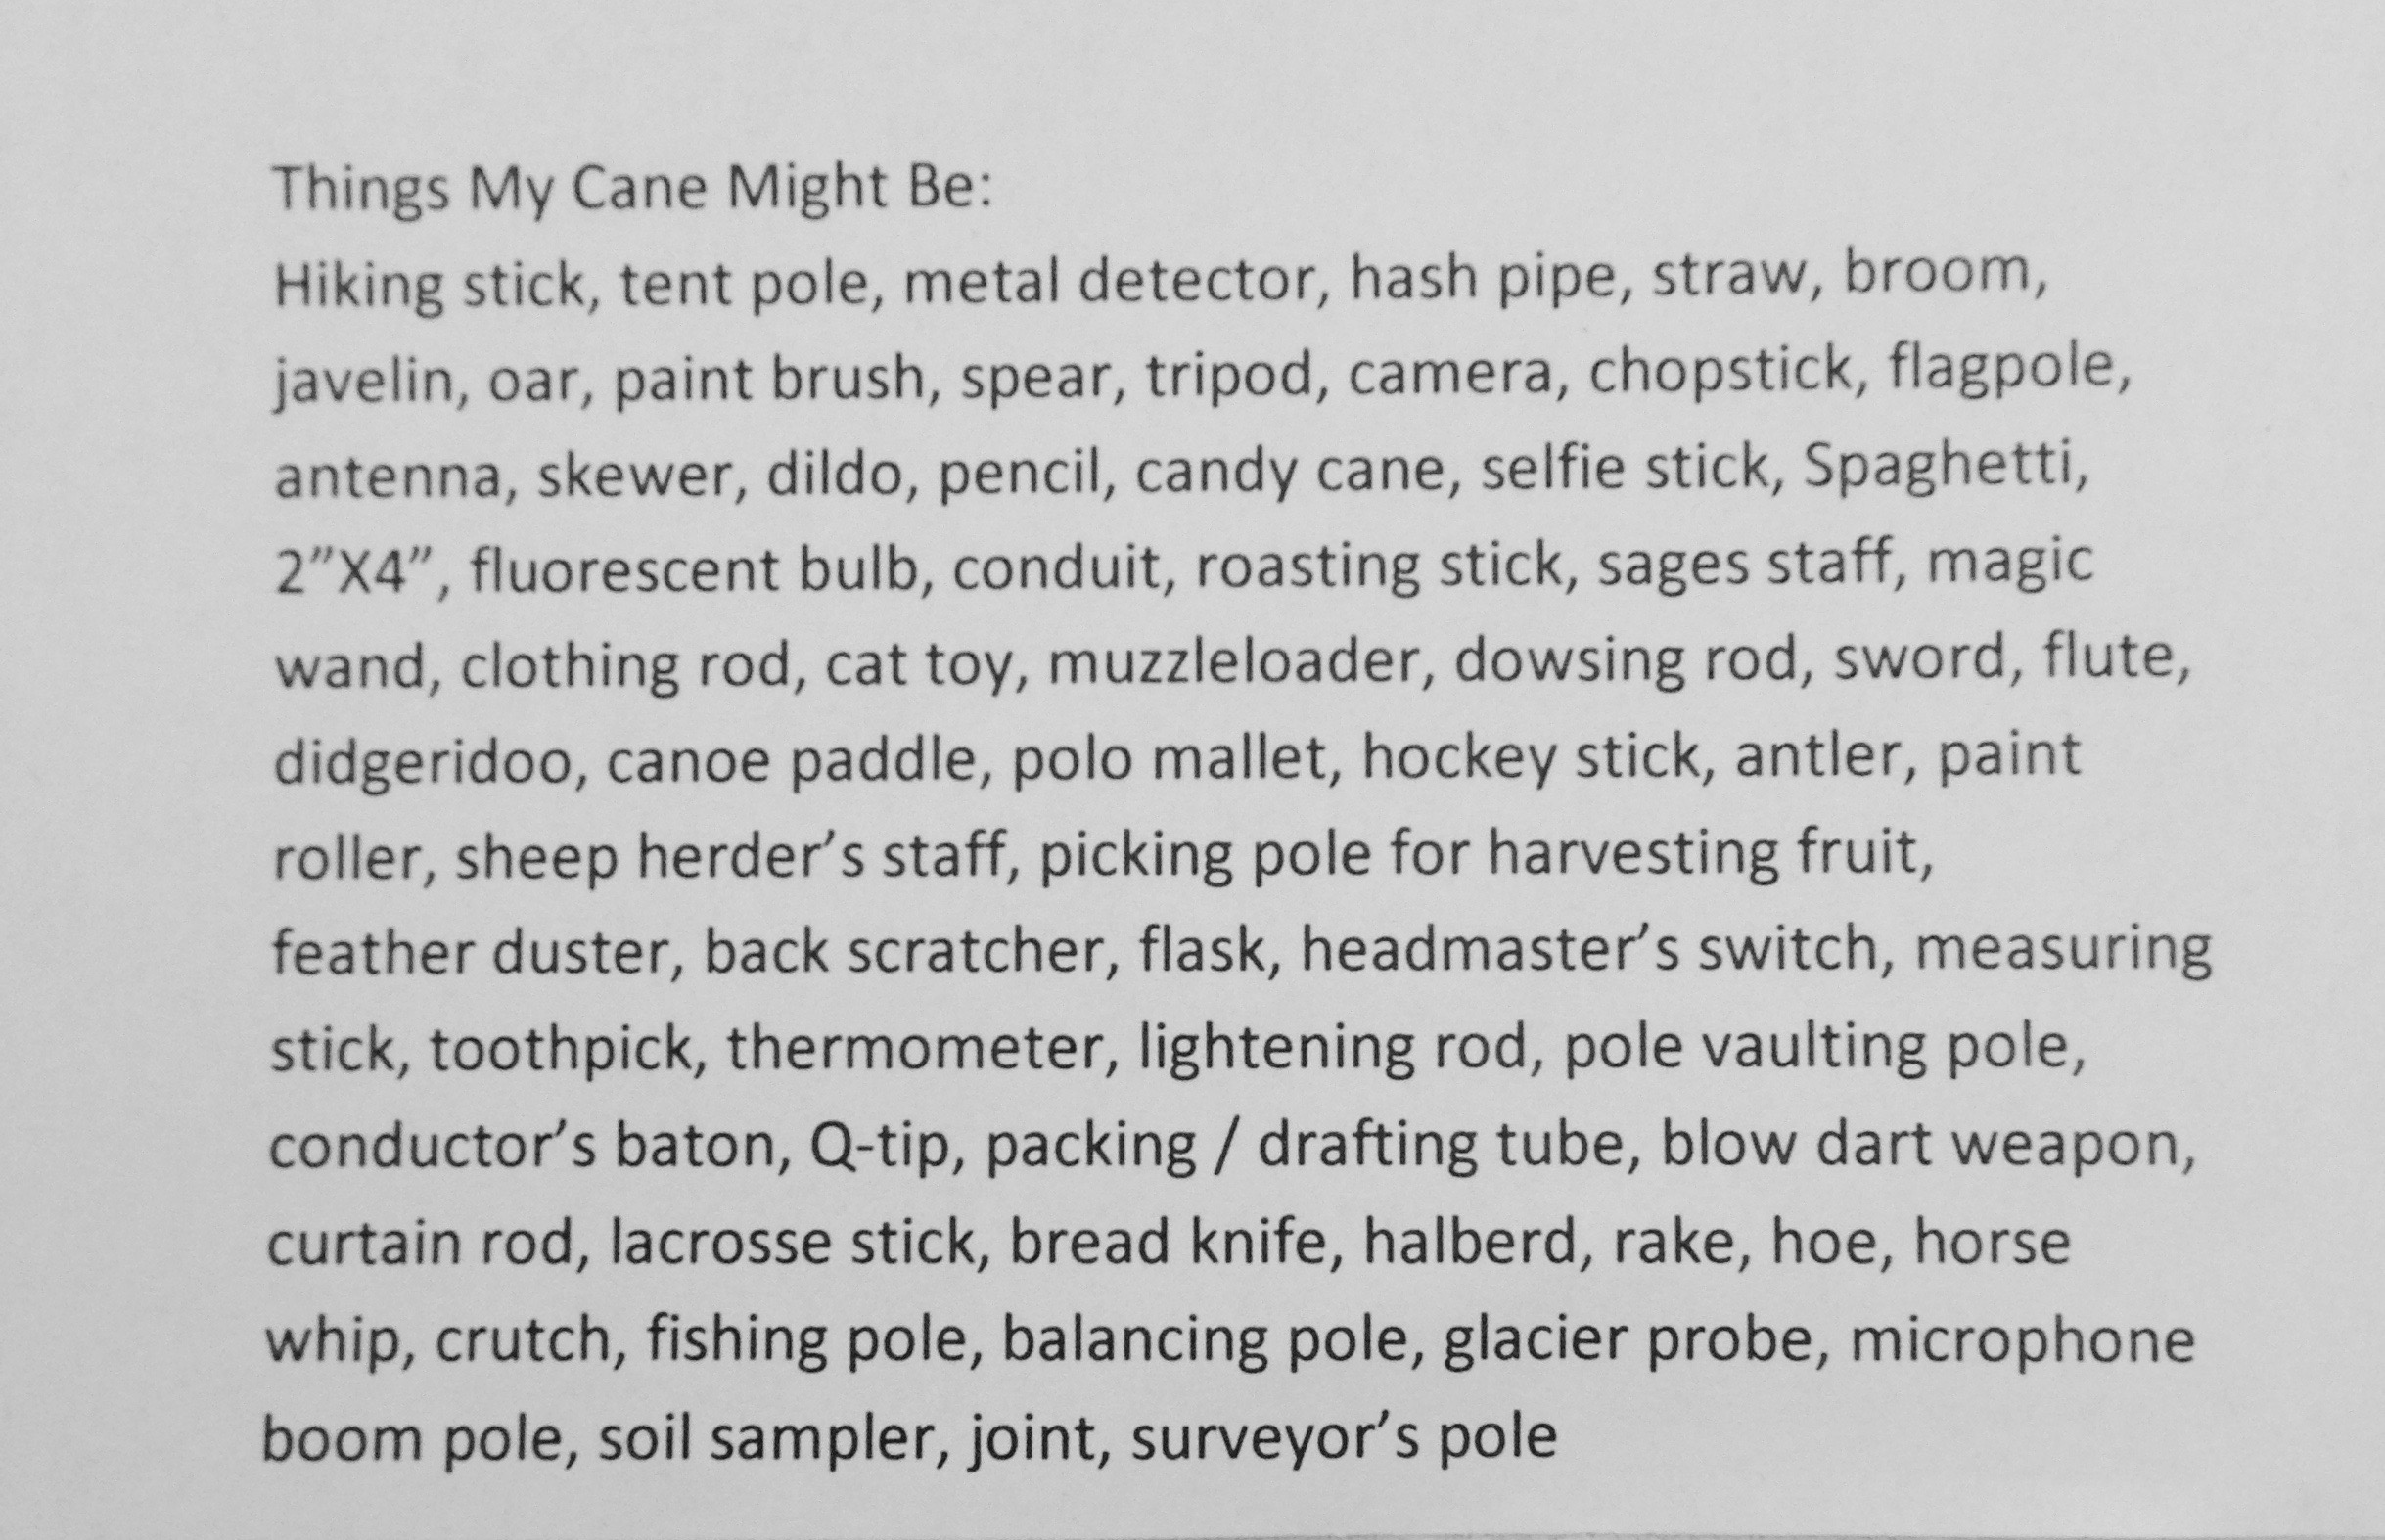 Things My Cane Might Be:
Hiking stick, tent pole, metal detector, hash pipe, straw, broom,
javelin, oar, paint brush, spear, tripod, camera, chopstick, flagpole,
antenna, skewer, dildo, pencil, candy cane, selfie stick, Spaghetti,
2”X4”, fluorescent bulb, conduit, roasting stick, sages staff, magic
wand, clothing rod, cat toy, muzzleloader, dowsing rod, sword, flute,
didgeridoo, canoe paddle, polo mallet, hockey stick, antler, paint
roller, sheep herder’s staff, picking pole for harvesting fruit,
feather duster, back scratcher, flask, headmaster’s switch, measuring
stick, toothpick, thermometer, lightening rod, pole vaulting pole,
conductor’s baton, Q-tip, packing / drafting tube, blow dart weapon,
curtain rod, lacrosse stick, bread knife, halberd, rake, hoe, horse
whip, crutch, fishing pole, balancing pole, glacier probe, microphone
boom pole, soil sampler, joint, surveyor’s pole